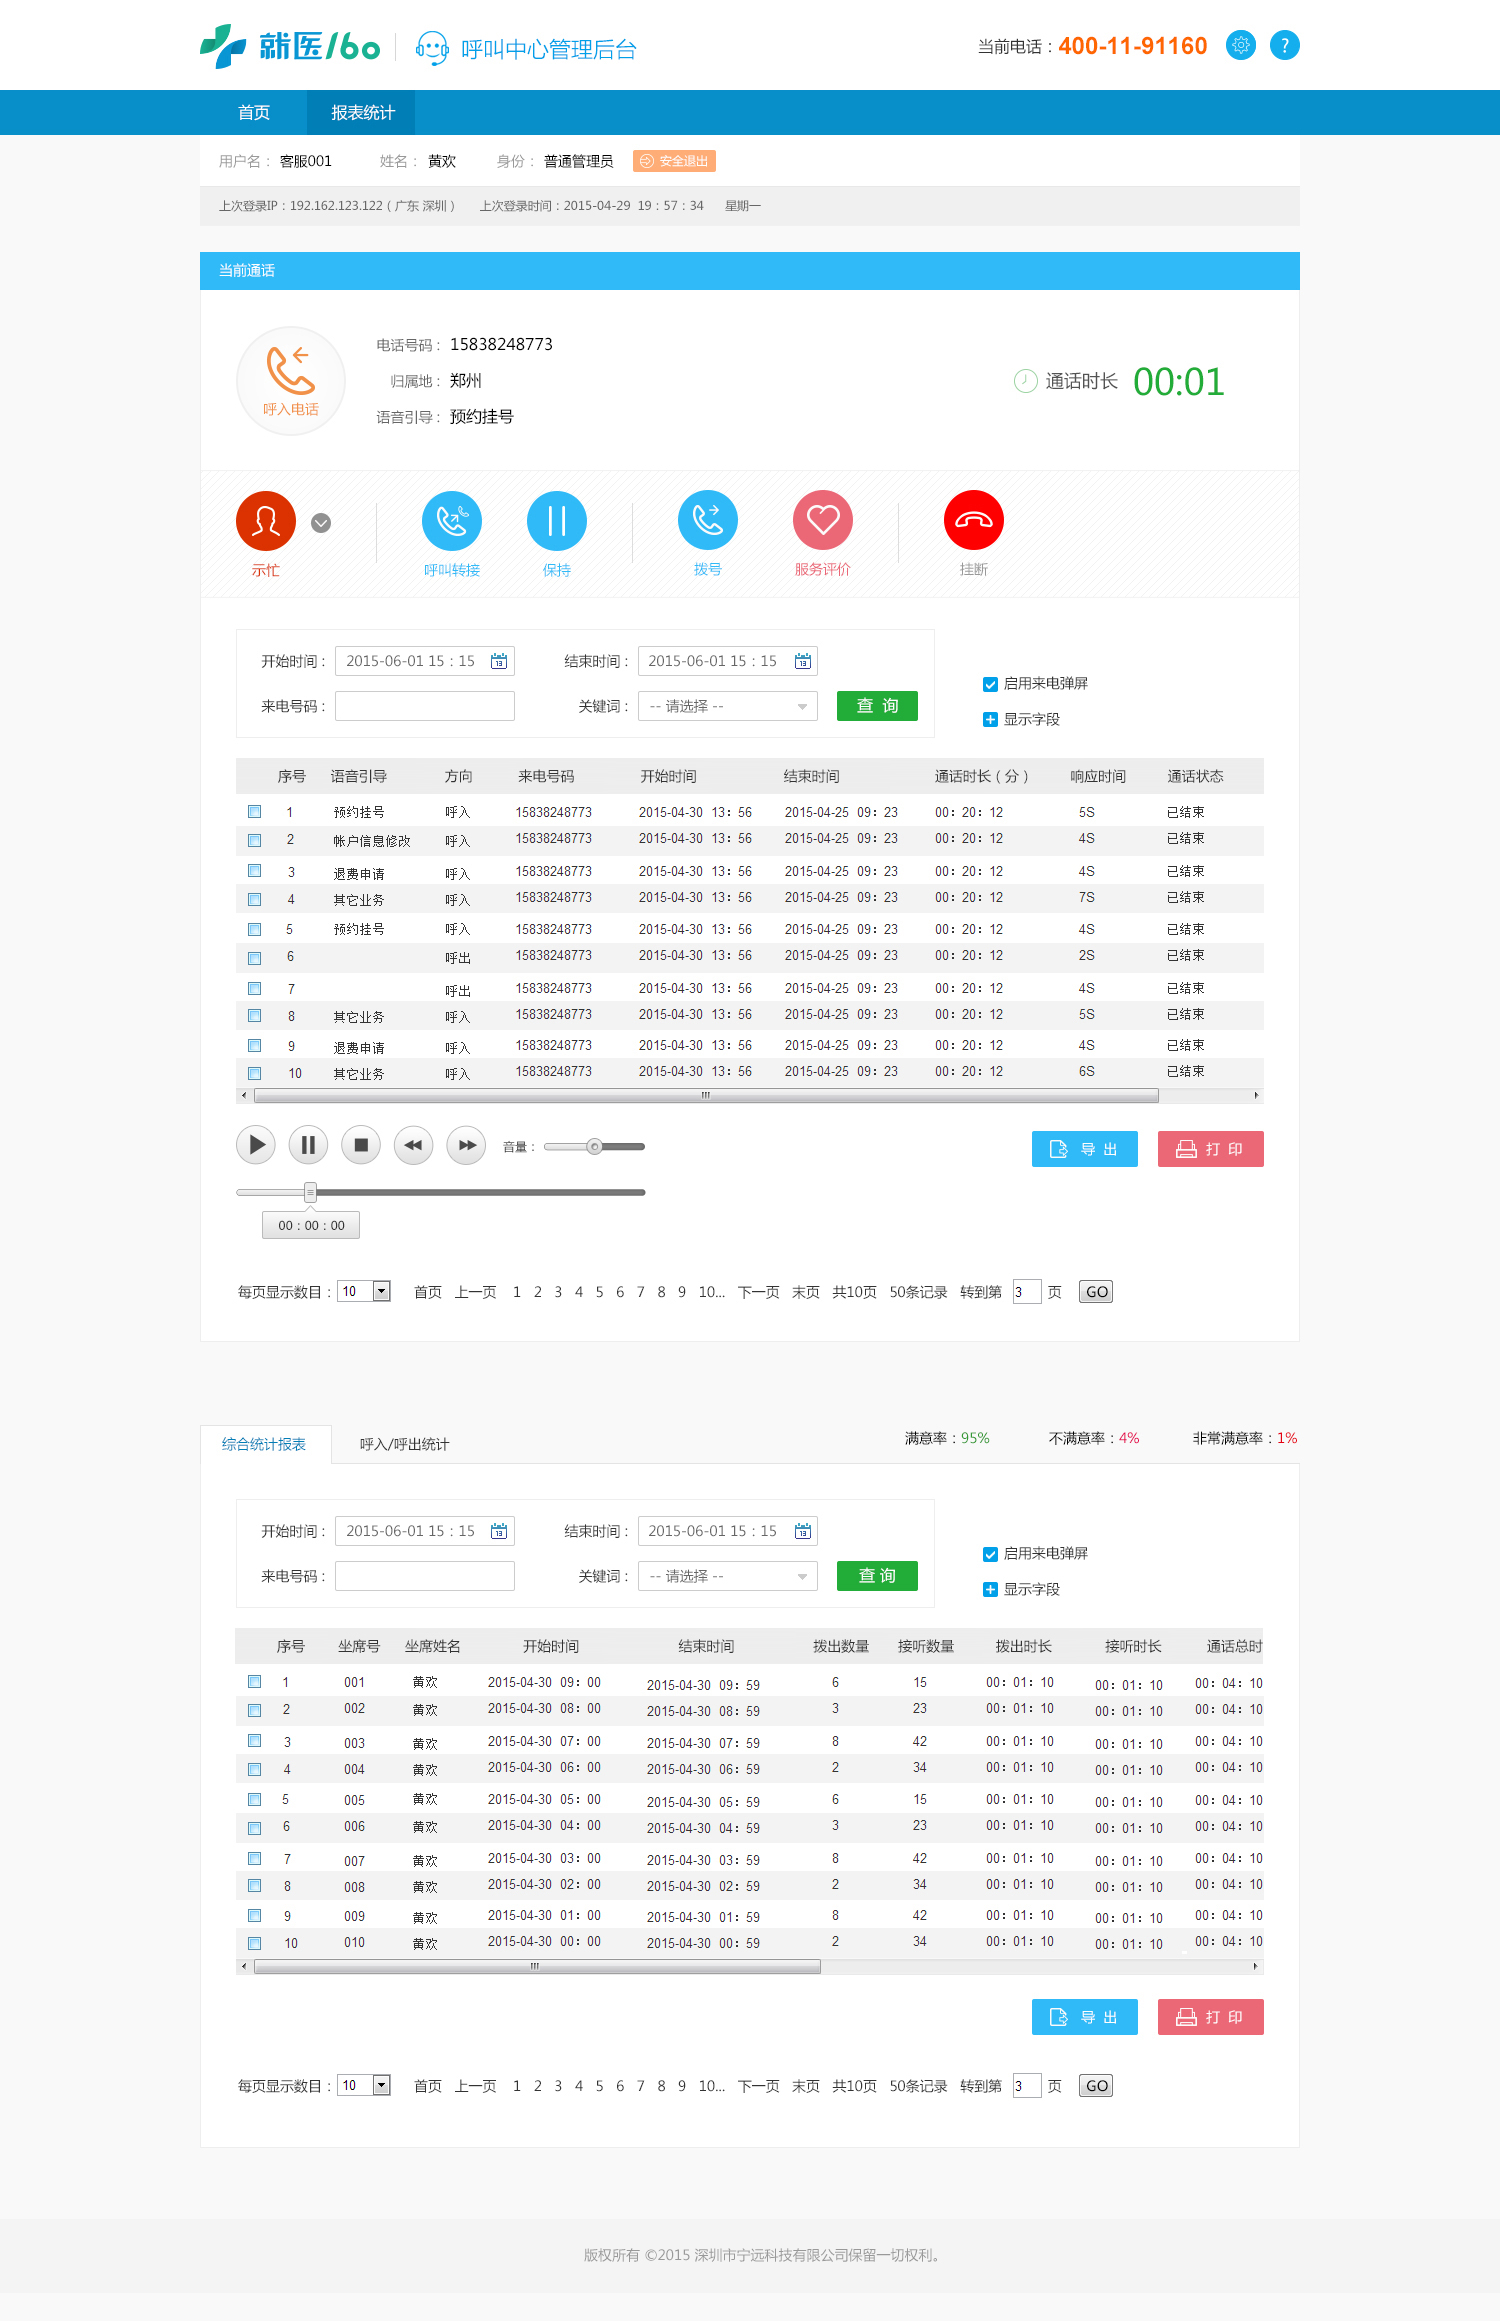 就医160 呼叫中心管理后台 当前电话：400-11-91160 ?
首页 报表统计
用户名： 客服001 姓名： 黄欢 身份： 普通管理员 安全退出
上次登录IP：192.162.123.122（广东 深圳） 上次登录时间：2015-04-29 19：57：34 星期一
当前通话
电话号码： 15838248773
归属地： 郑州
语音引导： 预约挂号
呼入电话
通话时长 00:01
示忙 呼叫转接 保持 拨号 服务评价 挂断
开始时间： 2015-06-01 15：15 结束时间： 2015-06-01 15：15
来电号码： 关键词： -- 请选择 -- 查 询
启用来电弹屏
显示字段
序号 语音引导 方向 来电号码 开始时间 结束时间 通话时长（分） 响应时间 通话状态
1 预约挂号 呼入 15838248773 2015-04-30 13：56 2015-04-25 09：23 00：20：12 5S 已结束
2 帐户信息修改 呼入 15838248773 2015-04-30 13：56 2015-04-25 09：23 00：20：12 4S 已结束
3 退费申请 呼入 15838248773 2015-04-30 13：56 2015-04-25 09：23 00：20：12 4S 已结束
4 其它业务 呼入 15838248773 2015-04-30 13：56 2015-04-25 09：23 00：20：12 7S 已结束
5 预约挂号 呼入 15838248773 2015-04-30 13：56 2015-04-25 09：23 00：20：12 4S 已结束
6 呼出 15838248773 2015-04-30 13：56 2015-04-25 09：23 00：20：12 2S 已结束
7 呼出 15838248773 2015-04-30 13：56 2015-04-25 09：23 00：20：12 4S 已结束
8 其它业务 呼入 15838248773 2015-04-30 13：56 2015-04-25 09：23 00：20：12 5S 已结束
9 退费申请 呼入 15838248773 2015-04-30 13：56 2015-04-25 09：23 00：20：12 4S 已结束
10 其它业务 呼入 15838248773 2015-04-30 13：56 2015-04-25 09：23 00：20：12 6S 已结束
音量： 导 出 打 印
00：00：00
每页显示数目： 10 首页 上一页 1 2 3 4 5 6 7 8 9 10... 下一页 末页 共10页 50条记录 转到第 3 页 GO
综合统计报表 呼入/呼出统计 满意率：95% 不满意率：4% 非常满意率：1%
开始时间： 2015-06-01 15：15 结束时间： 2015-06-01 15：15
来电号码： 关键词： -- 请选择 -- 查 询
启用来电弹屏
显示字段
序号 坐席号 坐席姓名 开始时间 结束时间 拨出数量 接听数量 拨出时长 接听时长 通话总时
1 001 黄欢 2015-04-30 09：00 2015-04-30 09：59 6 15 00：01：10 00：01：10 00：04：10
2 002 黄欢 2015-04-30 08：00 2015-04-30 08：59 3 23 00：01：10 00：01：10 00：04：10
3 003 黄欢 2015-04-30 07：00 2015-04-30 07：59 8 42 00：01：10 00：01：10 00：04：10
4 004 黄欢 2015-04-30 06：00 2015-04-30 06：59 2 34 00：01：10 00：01：10 00：04：10
5 005 黄欢 2015-04-30 05：00 2015-04-30 05：59 6 15 00：01：10 00：01：10 00：04：10
6 006 黄欢 2015-04-30 04：00 2015-04-30 04：59 3 23 00：01：10 00：01：10 00：04：10
7 007 黄欢 2015-04-30 03：00 2015-04-30 03：59 8 42 00：01：10 00：01：10 00：04：10
8 008 黄欢 2015-04-30 02：00 2015-04-30 02：59 2 34 00：01：10 00：01：10 00：04：10
9 009 黄欢 2015-04-30 01：00 2015-04-30 01：59 8 42 00：01：10 00：01：10 00：04：10
10 010 黄欢 2015-04-30 00：00 2015-04-30 00：59 2 34 00：01：10 00：01：10 00：04：10
导 出 打 印
每页显示数目： 10 首页 上一页 1 2 3 4 5 6 7 8 9 10... 下一页 末页 共10页 50条记录 转到第 3 页 GO
版权所有 ©2015 深圳市宁远科技有限公司保留一切权利。